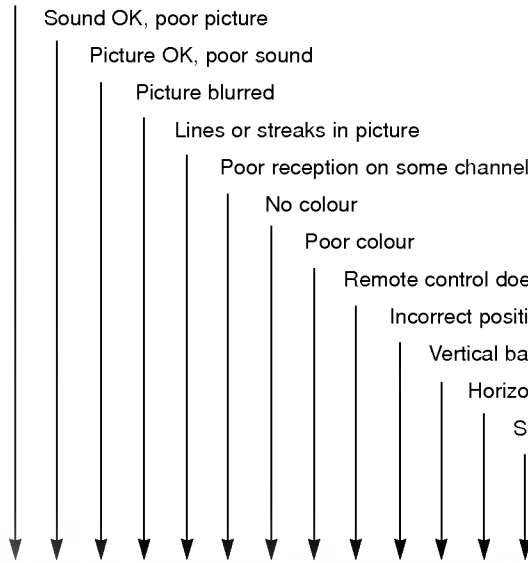 Sound OK, poor picture
Picture OK, poor sound
Picture blurred
Lines or streaks in picture
Poor reception on some channel
No colour
Poor colour
Remote control doe
Incorrect positi
Vertical ba
Horizo
S